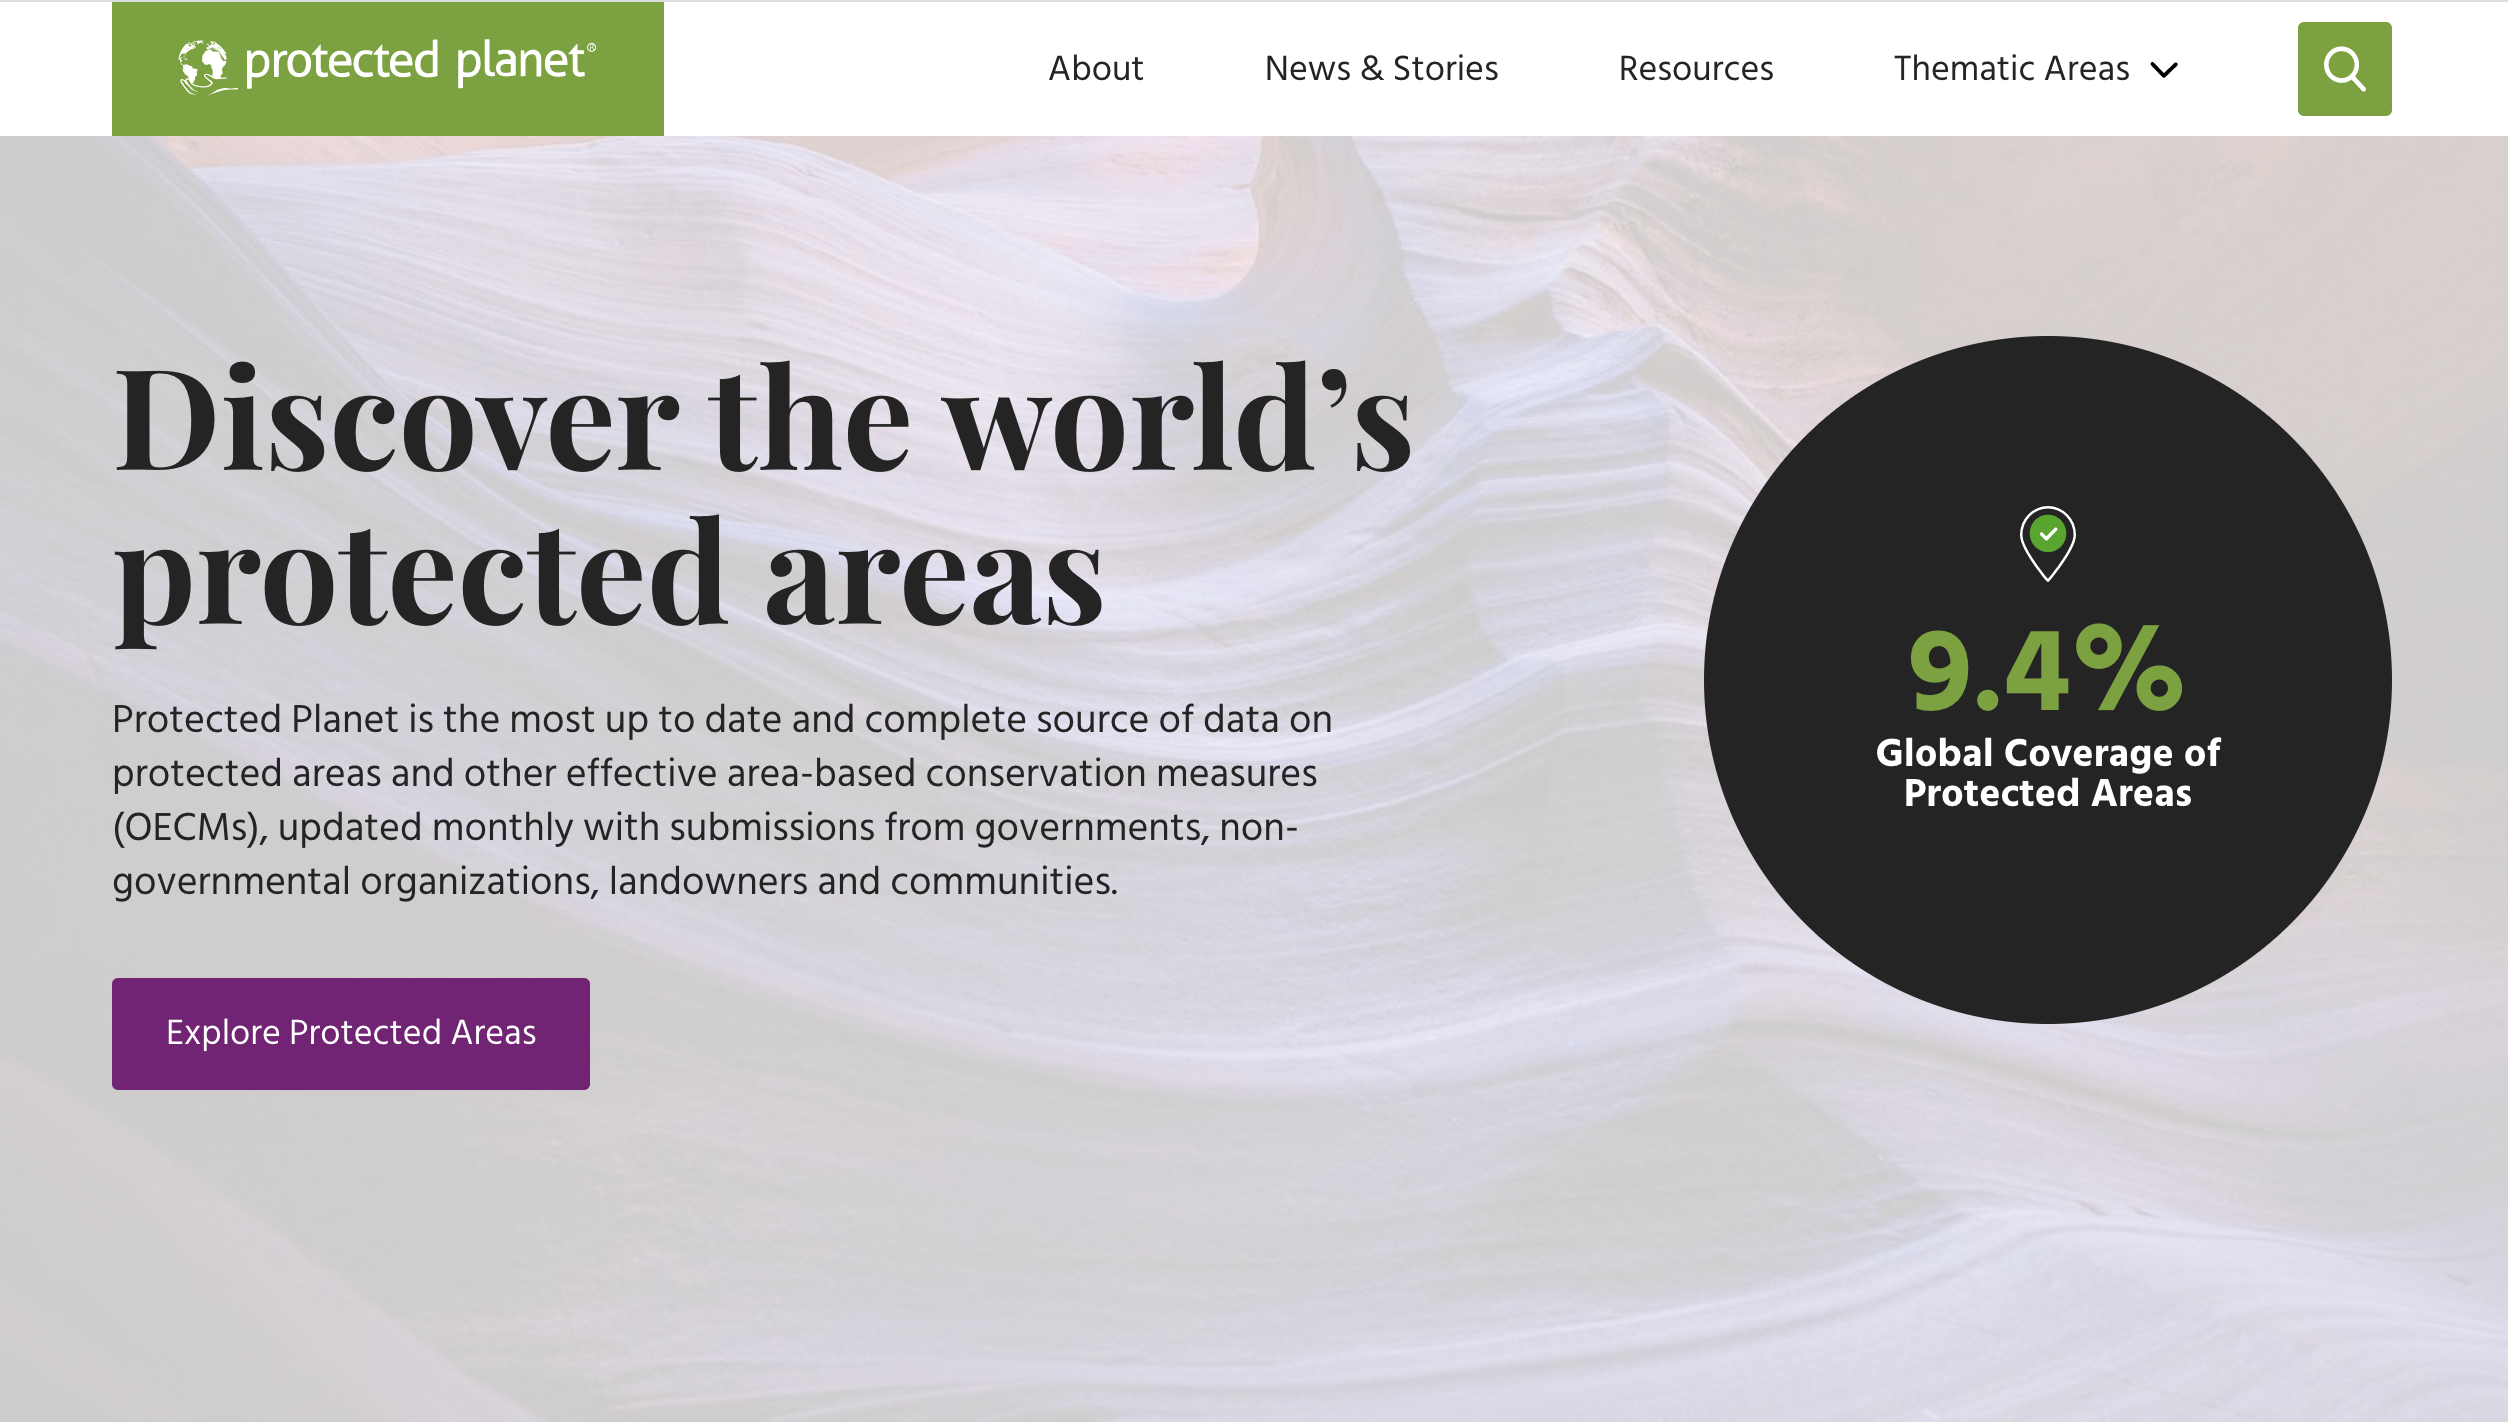 protected planet®
About
News & Stories
Resources
Thematic Areas
Discover the world’s
protected areas
Protected Planet is the most up to date and complete source of data on
protected areas and other effective area-based conservation measures
(OECMs), updated monthly with submissions from governments, non-
governmental organizations, landowners and communities.
Explore Protected Areas
9.4%
Global Coverage of
Protected Areas